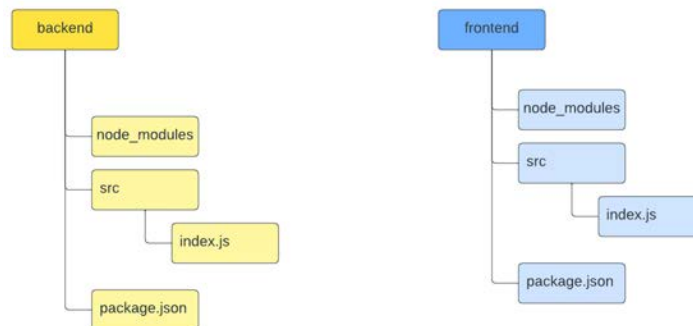 backend
node_modules
src
index.js
package.json
frontend
node_modules
src
index.js
package.json